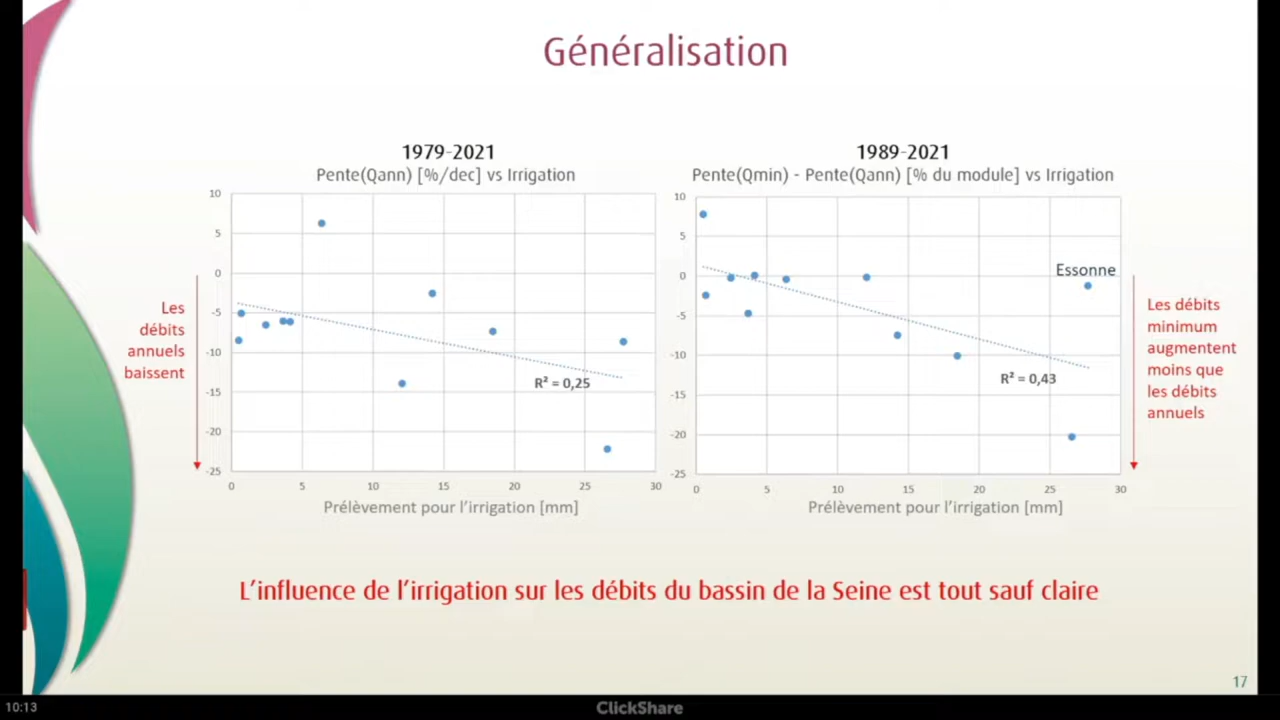 Généralisation
1979-2021
Pente(Qann) [%/dec] vs Irrigation
10
5
0
-5
-10
-15
-20
-25
0
5
10
15
20
25
30
R² = 0,25
Prélèvement pour l'irrigation [mm]
Les
débits
annuels
baissent
1989-2021
Pente(Qmin) - Pente(Qann) [% du module] vs Irrigation
10
5
0
-5
-10
-15
-20
-25
0
5
10
15
20
25
30
Essonne
R² = 0,43
Prélèvement pour l'irrigation [mm]
Les débits
minimum
augmentent
moins que
les débits
annuels
L'influence de l'irrigation sur les débits du bassin de la Seine est tout sauf claire
17
10:13
ClickShare